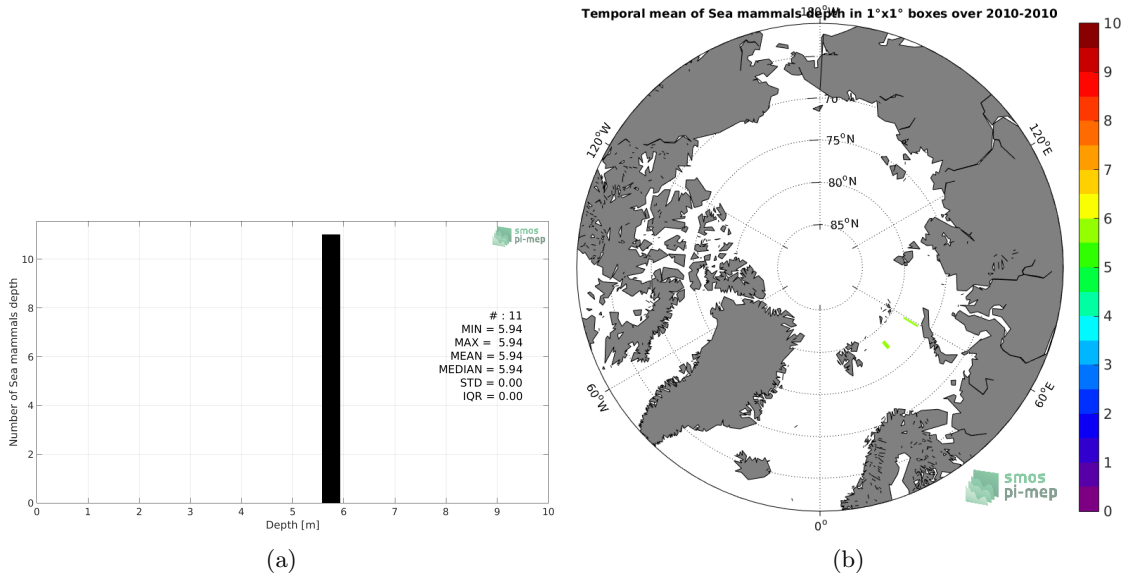 smos
pi-mep
Number of Sea mammals depth
10
8
6
4
2
0
# : 11
MIN = 5.94
MAX = 5.94
MEAN = 5.94
MEDIAN = 5.94
STD = 0.00
IQR = 0.00
0 1 2 3 4 5 6 7 8 9 10
Depth [m]
(a)
Temporal mean of Sea mammals depth in 1°x1° boxes over 2010-2010
180°W
120°W
120°E
60°W
60°E
0°
70°
75°N
80°N
85°N
10
9
8
7
6
5
4
3
2
1
0
smos
pi-mep
(b)